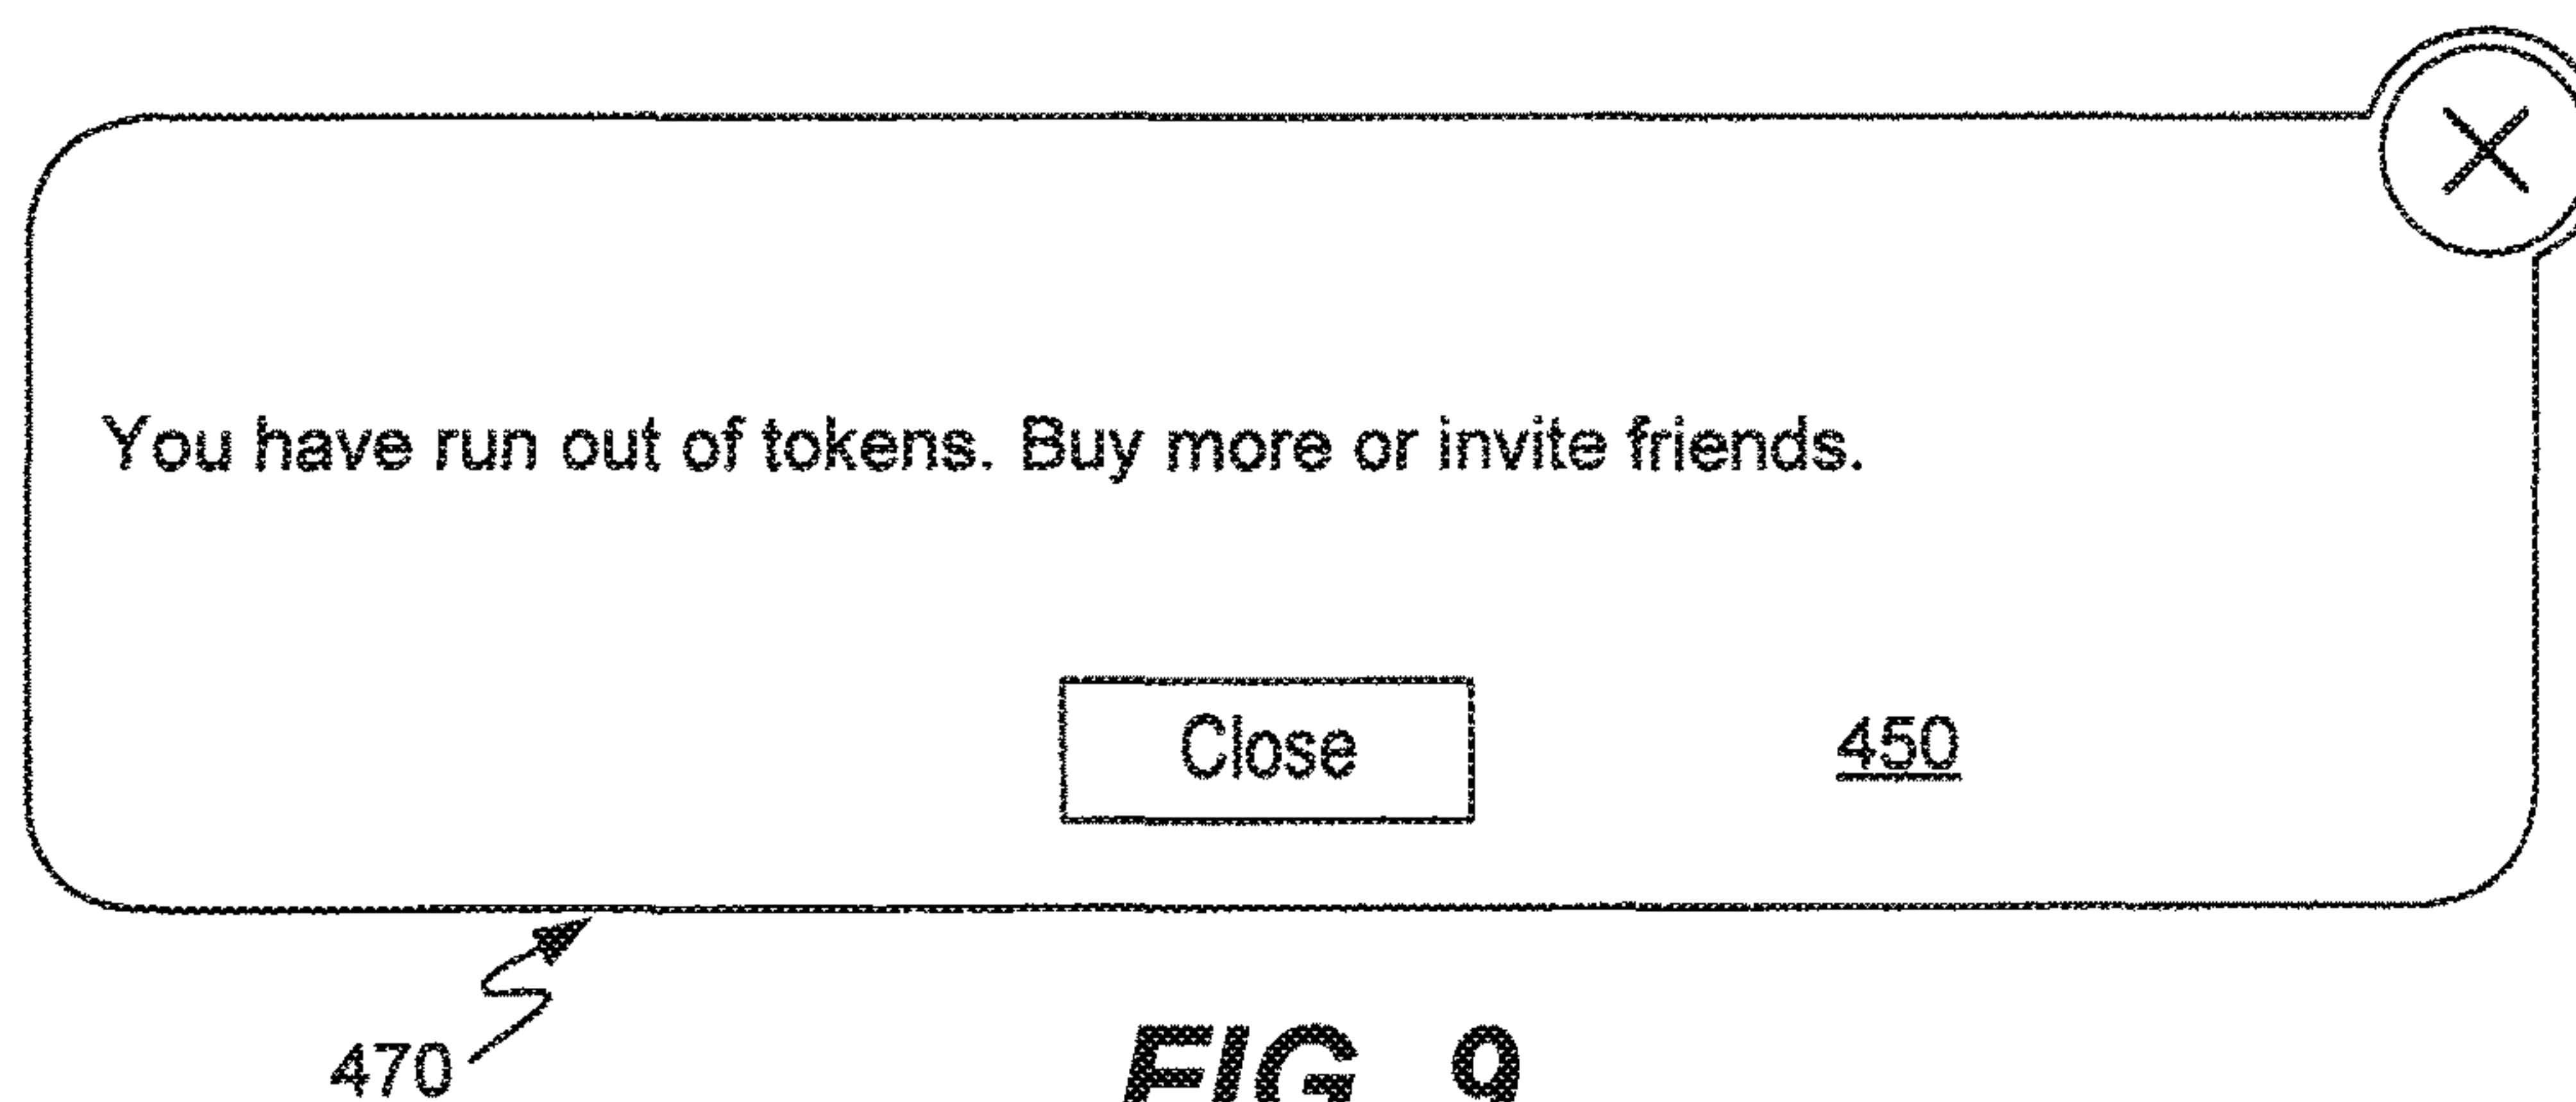 You have run out of tokens. Buy more or invite friends.
Close
450
470
FIG. 9